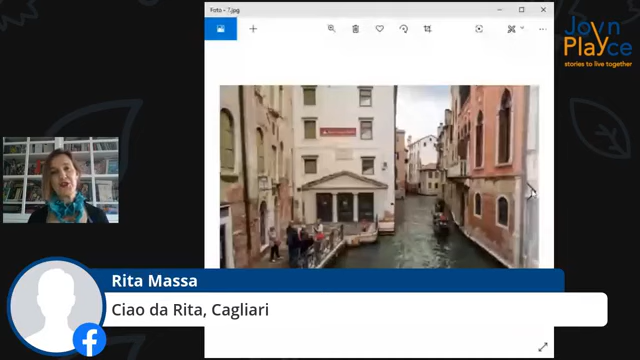 Foto - 7.jpg
Joyn
Playce
stories to live together
Rita Massa
Ciao da Rita, Cagliari